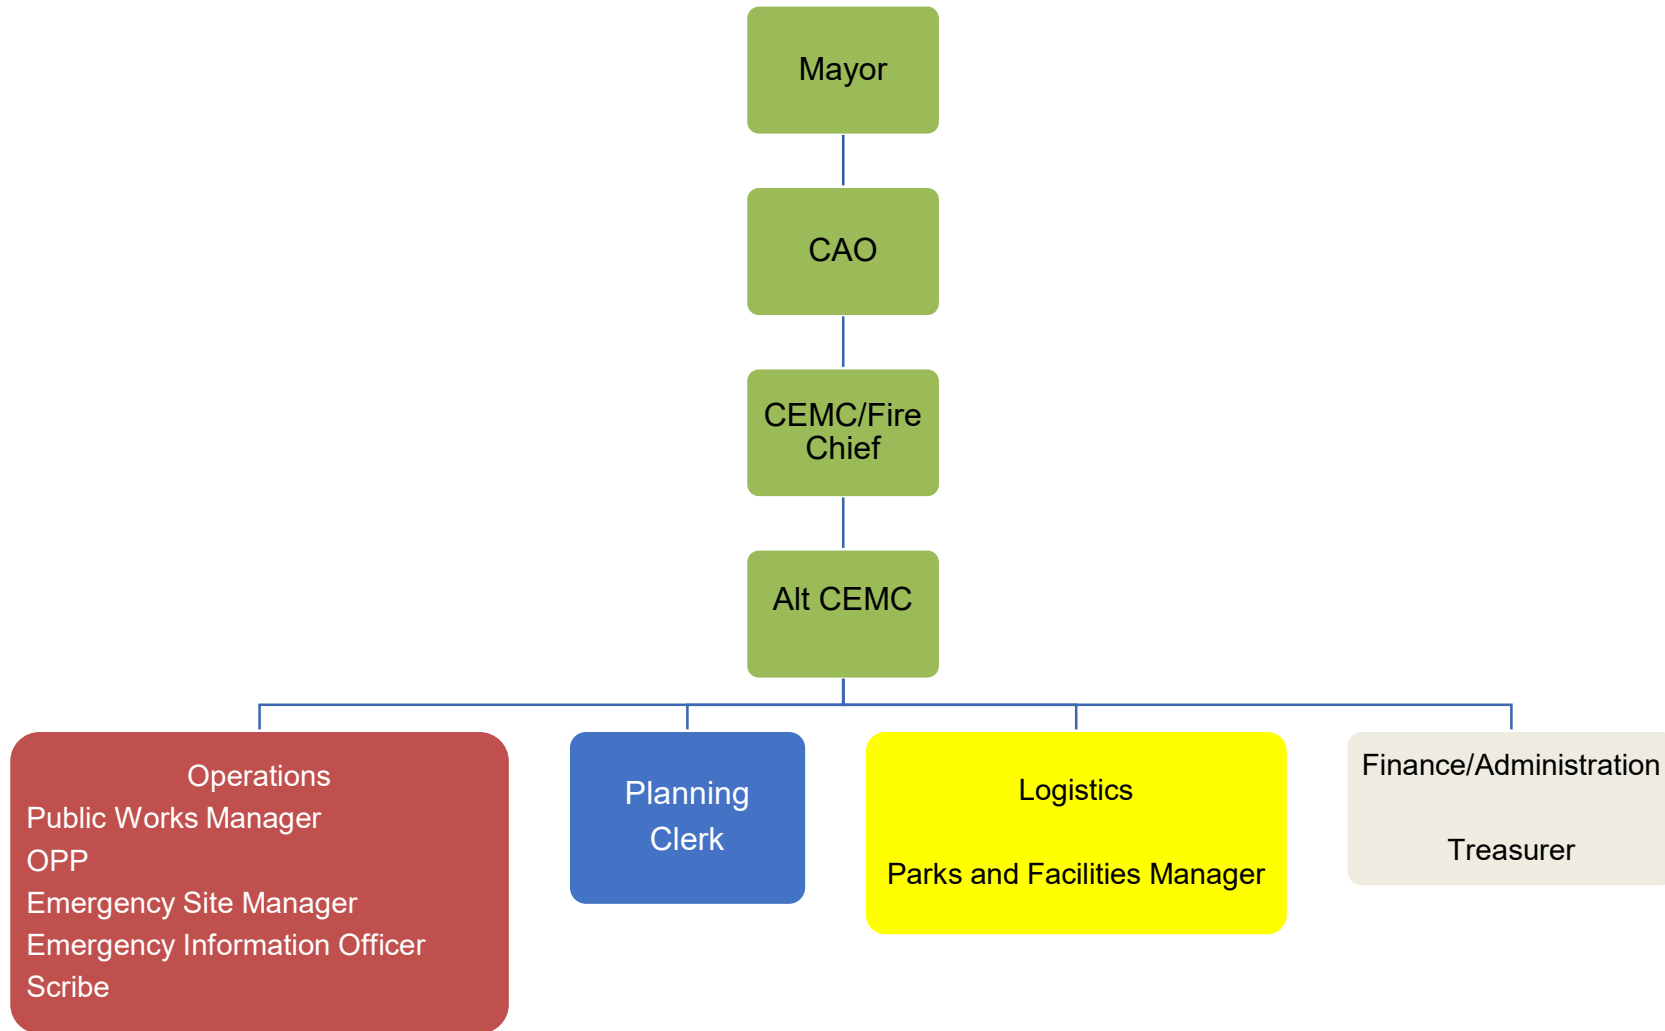 Mayor
CAO
CEMC/Fire
Chief
Alt CEMC
Operations
Public Works Manager
OPP
Emergency Site Manager
Emergency Information Officer
Scribe
Planning
Clerk
Logistics
Parks and Facilities Manager
Finance/Administration
Treasurer